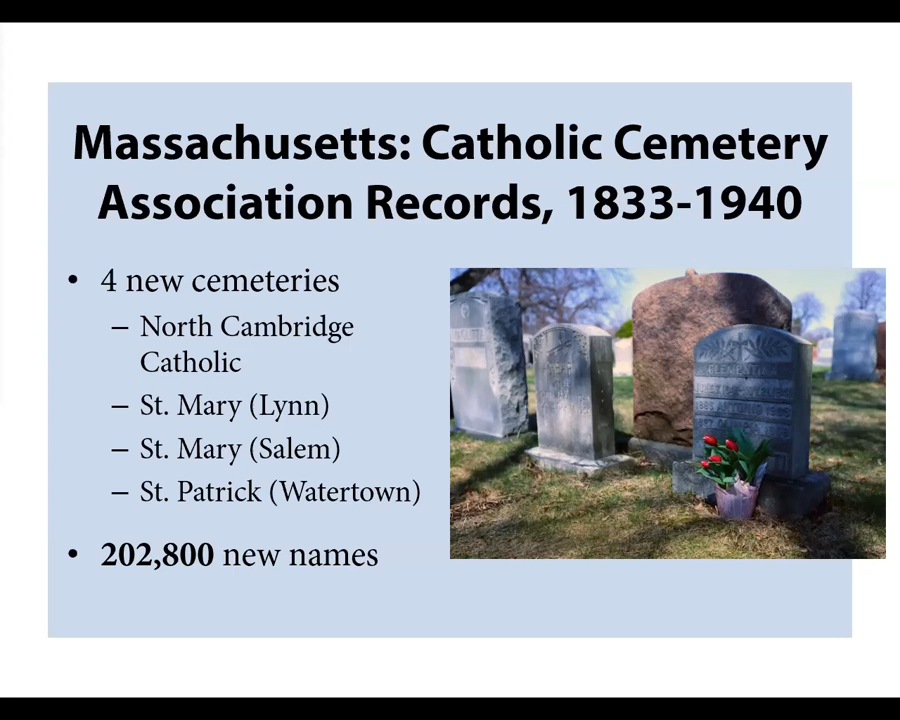 Massachusetts: Catholic Cemetery
Association Records, 1833-1940
• 4 new cemeteries
– North Cambridge
Catholic
– St. Mary (Lynn)
– St. Mary (Salem)
– St. Patrick (Watertown)
• 202,800 new names